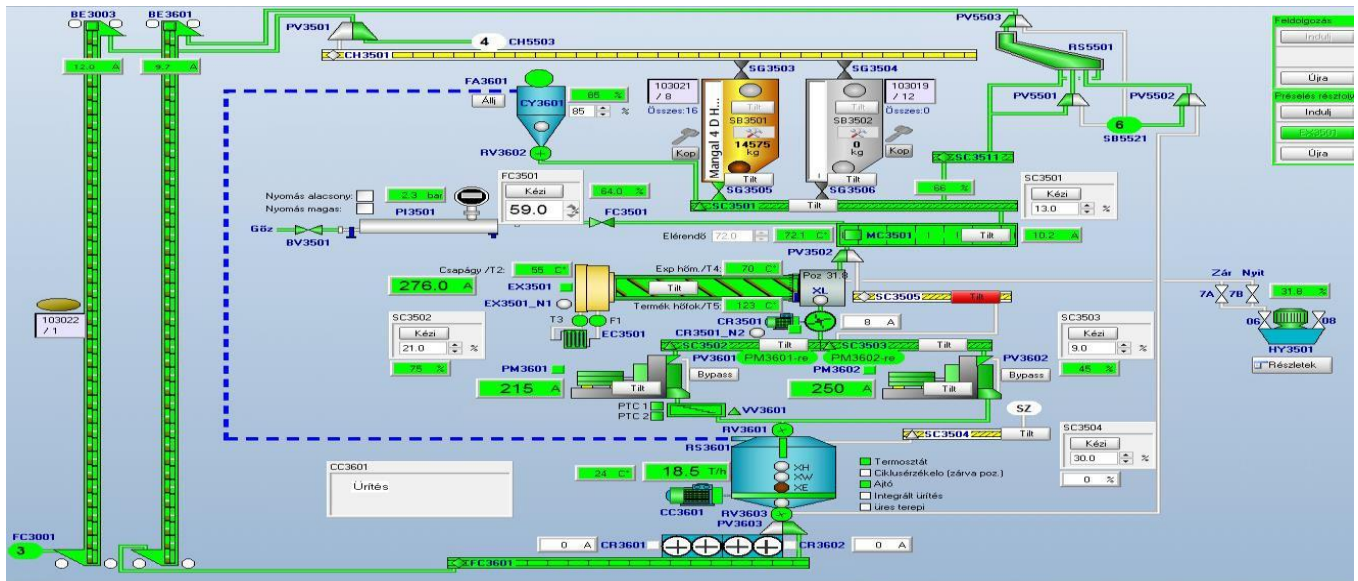 BE3003
BE3601
PV3501
4
CH5503
CH3501
PV5503
RS5501
12.0 A
9.7 A
FA3601
Állj
CY3601
85 %
85 %
RV3602
SG3503
SG3504
103021
/ 8
Összes:16
103019
/ 12
Összes:0
Mangal 4 D H...
Tilt
SB3501
14575
kg
Tilt
Tilt
SB3502
0
kg
Tilt
Kop
Kop
SG3505
SG3506
PV5501
PV5502
6
SB5521
SC3511
66 %
Feldolgozás
Indulj
Újra
Préselés részfoly
Indulj
Újra
Nyomás alacsony:
Nyomás magas:
2.3 bar
PI3501
Gőz
BV3501
FC3501
Kézi
59.0 %
64.0 %
FC3501
SC3501
Tilt
SC3501
Kézi
13.0 %
Elérendő
72.0
72.1 C°
MC3501
Tilt
10.2 A
PV3502
Csapágy /T2:
55 C°
276.0 A
EX3501
EX3501_N1
T3
F1
EC3501
Exp hőm./T4:
70 C°
Tilt
Termék hőfok/T5:
123 C°
Poz 31.8
XL
SC3505
Tilt
CR3501
CR3501_N2
8 A
Zár
Nyit
7A
7B
31.8 %
06
08
HY3501
Részletek
103022
/ 1
SC3502
Kézi
21.0 %
75 %
SC3502
Tilt
SC3503
Tilt
SC3503
Kézi
9.0 %
45 %
PV3601
PM3601-re
PM3602-re
PV3602
PM3601
Bypass
PM3602
Bypass
215 A
Tilt
250 A
Tilt
PTC 1
PTC 2
VV3601
SZ
RV3601
RS3601
SC3504
Tilt
SC3504
Kézi
30.0 %
0 %
24 C°
18.5 T/h
XH
XW
XE
CC3601
Termosztát
Ciklusérzékelo (zárva poz.)
Ajtó
Integrált ürítés
üres terepi
CC3601
Ürítés
RV3603
PV3603
FC3001
3
0 A
CR3601
CR3602
0 A
FC3601